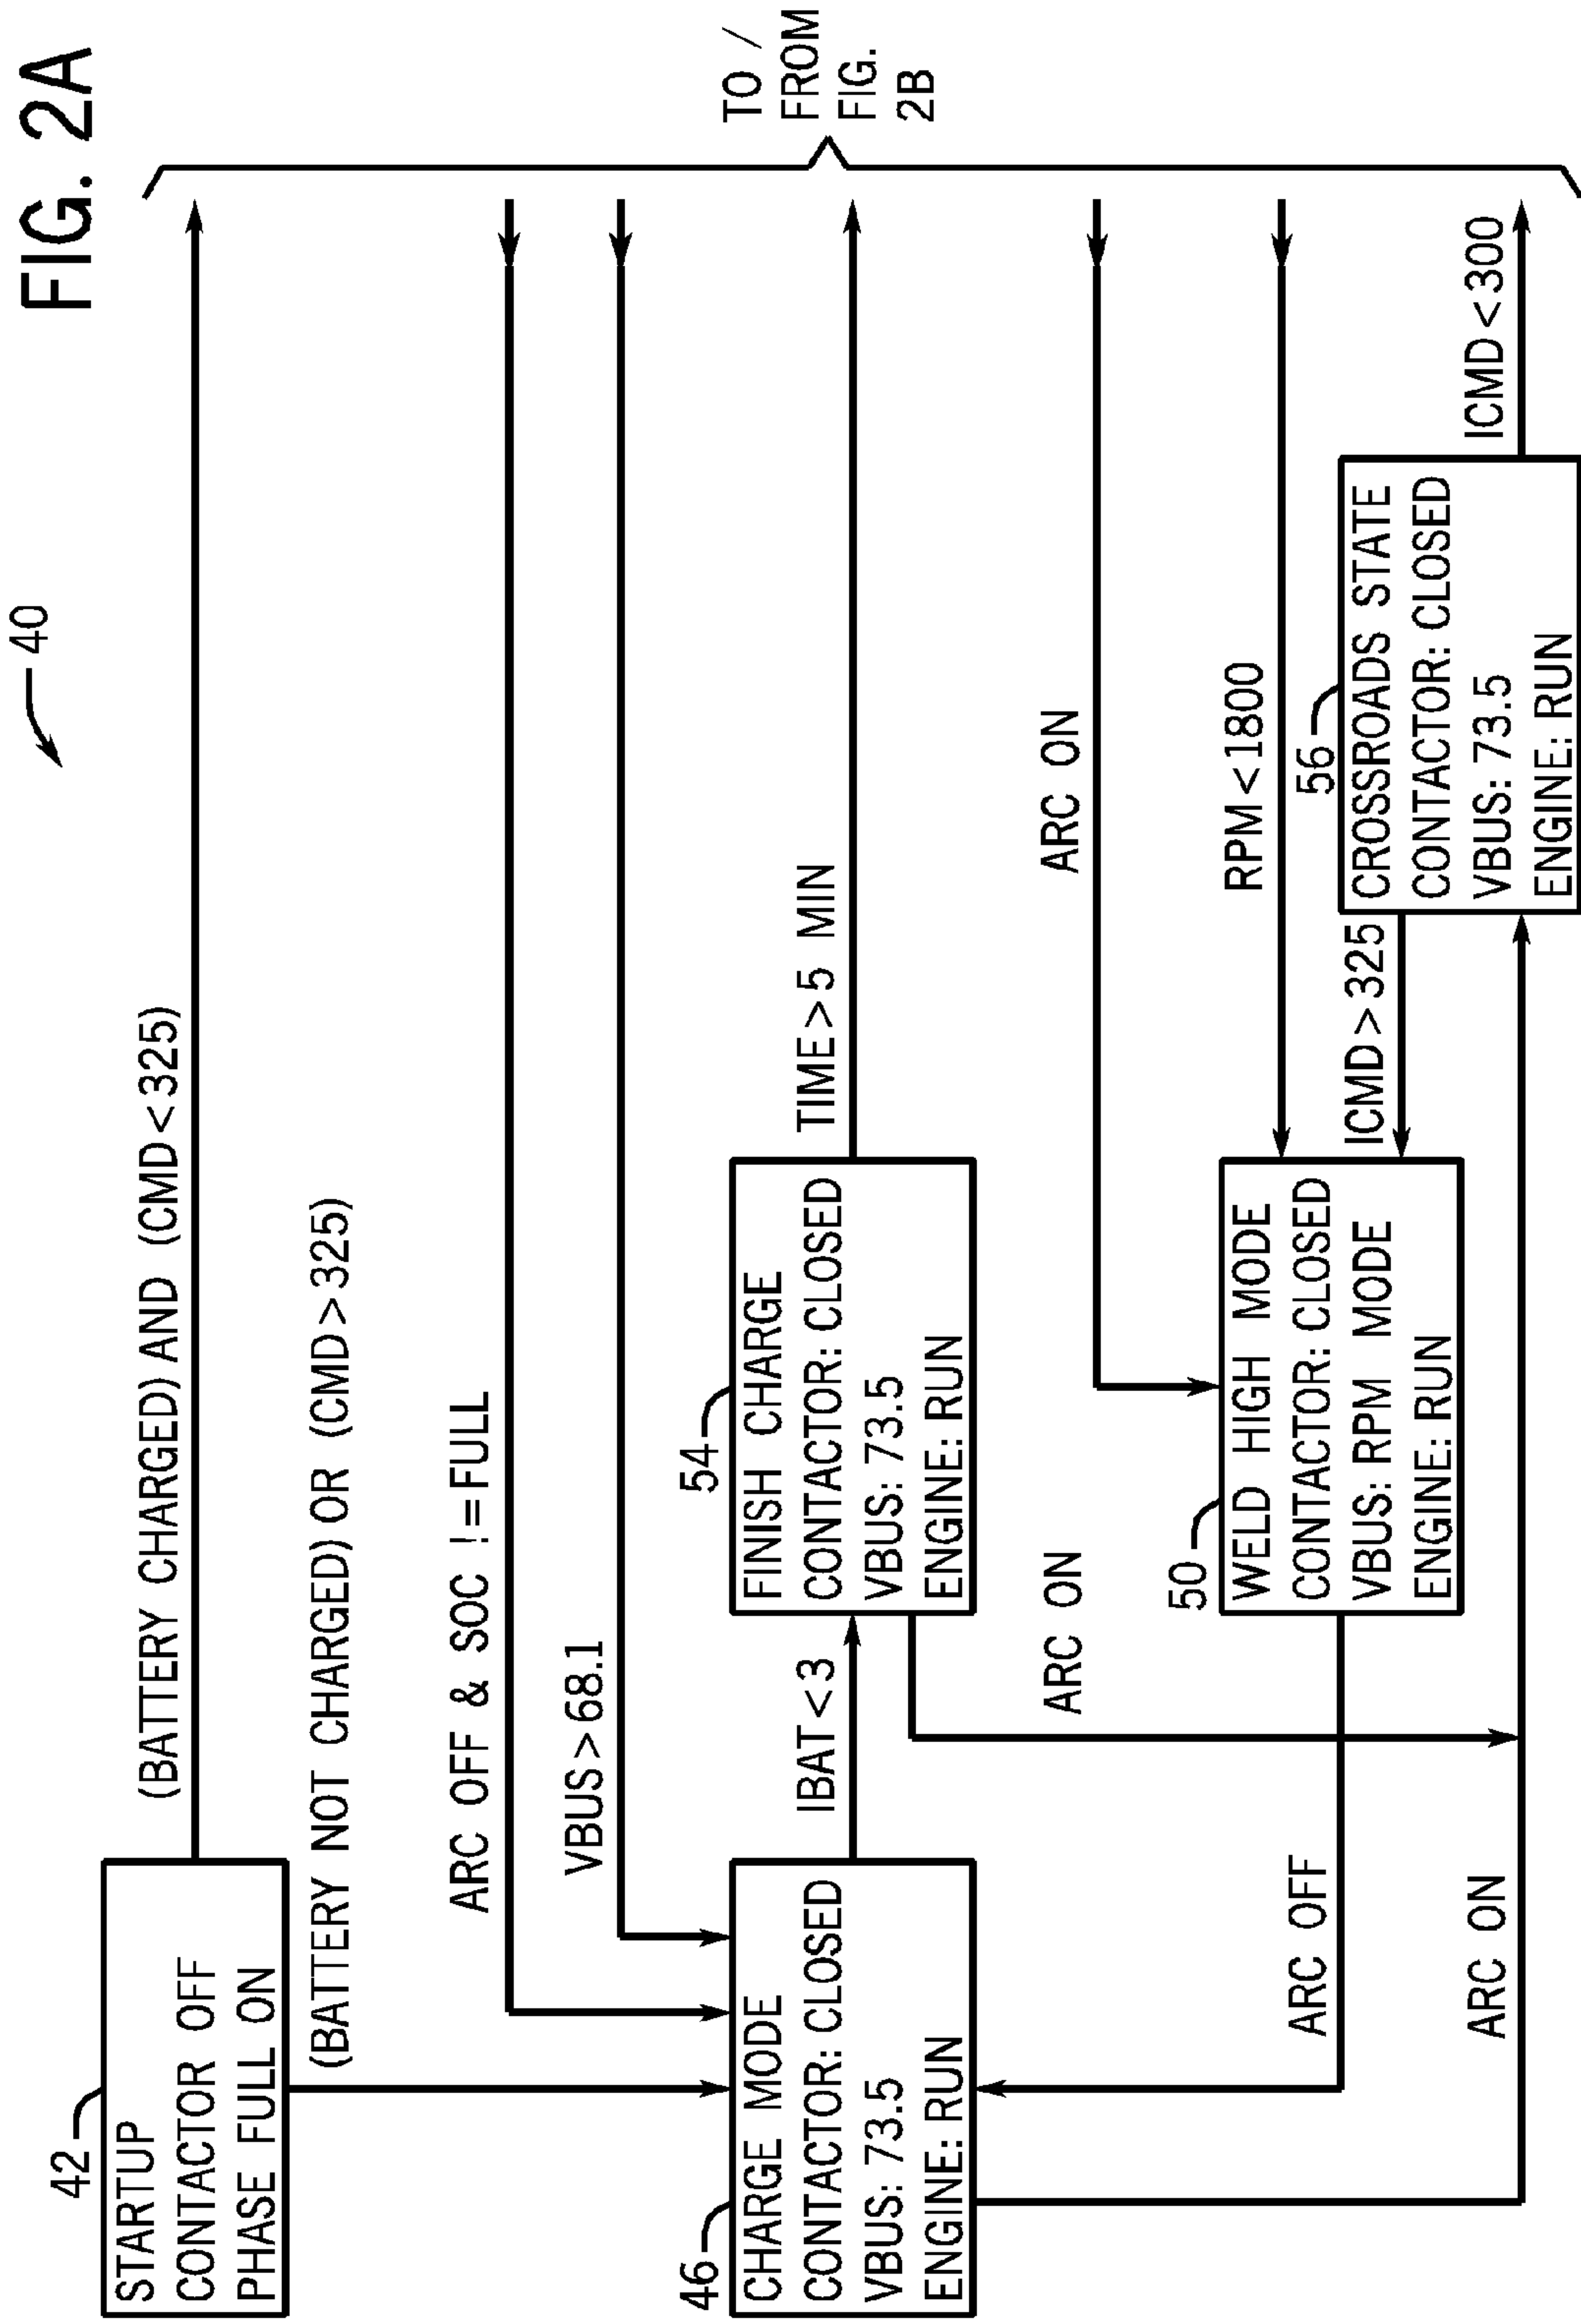 FIG. 2A
40
42
STARTUP
CONTACTOR OFF
PHASE FULL ON
(BATTERY CHARGED) AND (CMD<325)
(BATTERY NOT CHARGED) OR (CMD>325)
ARC OFF & SOC !=FULL
VBUS>68.1
46
CHARGE MODE
CONTACTOR: CLOSED
VBUS: 73.5
ENGINE: RUN
IBAT<3
54
FINISH CHARGE
CONTACTOR: CLOSED
VBUS: 73.5
ENGINE: RUN
TIME>5 MIN
TO /
FROM
FIG.
2B
ARC ON
ARC ON
RPM<1800
50
WELD HIGH MODE
CONTACTOR: CLOSED
VBUS: RPM MODE
ENGINE: RUN
ICMD>325
56
CROSSROADS STATE
CONTACTOR: CLOSED
VBUS: 73.5
ENGINE: RUN
ICMD<300
ARC OFF
ARC ON